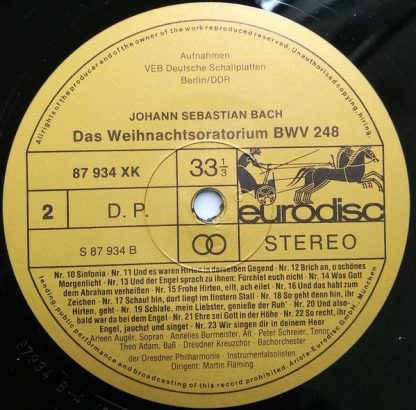 All rights of the producer and of the owner of the work reproduced reserved. Unauthorised copying, hiring,
Aufnahmen
VEB Deutsche Schallplatten
Berlin/DDR
JOHANN SEBASTIAN BACH
Das Weihnachtsoratorium BWV 248
87 934 XK
33 1/3
2
D. P.
eurodisc
S 87 934 B
STEREO
Nr. 10 Sinfonia · Nr. 11 Und es waren Hirten in derselben Gegend · Nr. 12 Brich an, o schönes
Morgenlicht · Nr. 13 Und der Engel sprach zu ihnen: Fürchtet euch nicht · Nr. 14 Was Gott
dem Abraham verheißen · Nr. 15 Frohe Hirten, eilt, ach eilet · Nr. 16 Und das habt zum
Zeichen · Nr. 17 Schaut hin, dort liegt im finstern Stall · Nr. 18 So geht denn hin, ihr
Hirten, geht · Nr. 19 Schlafe, mein Liebster, genieße der Ruh' · Nr. 20 Und also-
bald war da bei dem Engel · Nr. 21 Ehre sei Gott in der Höhe · Nr. 22 So recht, ihr
Engel, jauchzt und singet · Nr. 23 Wir singen dir in deinem Heer
Arleen Augér, Sopran · Annelies Burmeister, Alt · Peter Schreier, Tenor
Theo Adam, Baß · Dresdner Kreuzchor · Bachorchester
der Dresdner Philharmonie · Instrumentalsolisten
Dirigent: Martin Flämig
lending, public performance and broadcasting of this record prohibited. Ariola-Eurodisc GmbH., München
7934 B-4